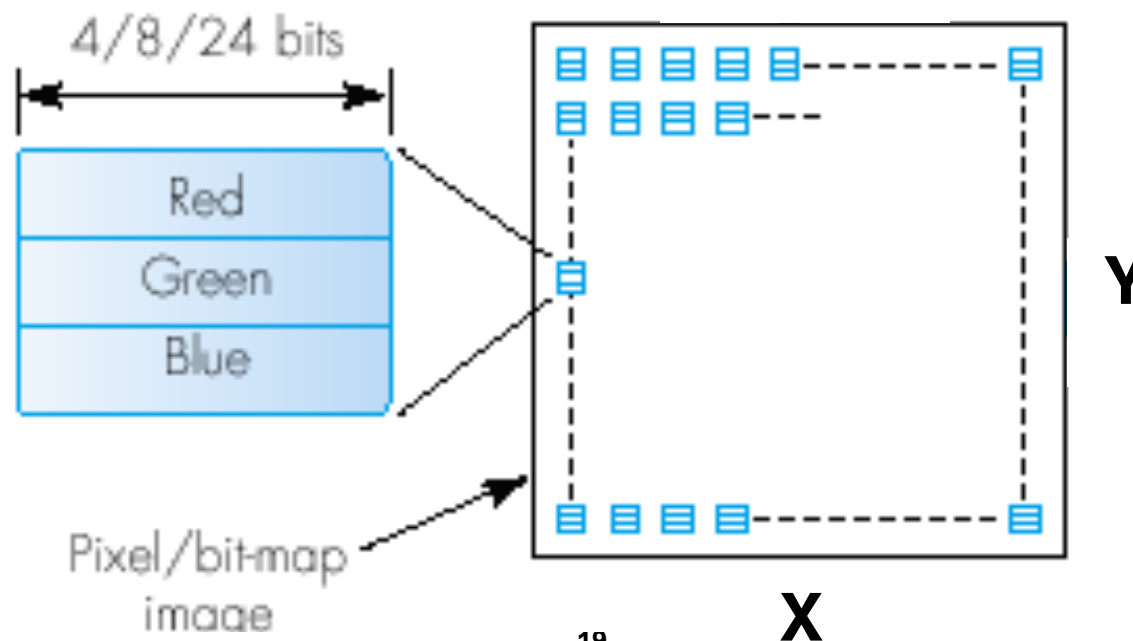 4/8/24 bits
Red
Green
Blue
Y
Pixel/bit-map
image
X
19